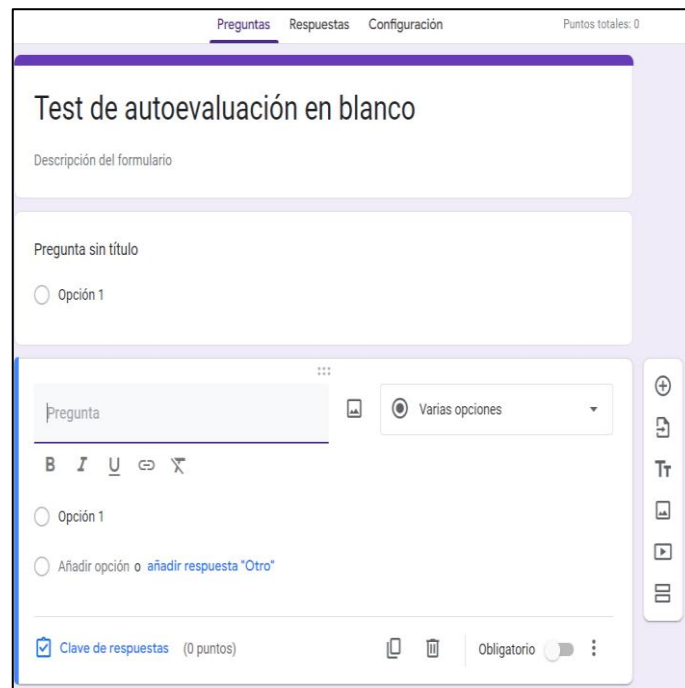 Preguntas Respuestas Configuración Puntos totales: 0
Test de autoevaluación en blanco
Descripción del formulario
Pregunta sin título
Opción 1
Pregunta
Varias opciones
B I U
Opción 1
Añadir opción o añadir respuesta "Otro"
Clave de respuestas (0 puntos) Obligatorio